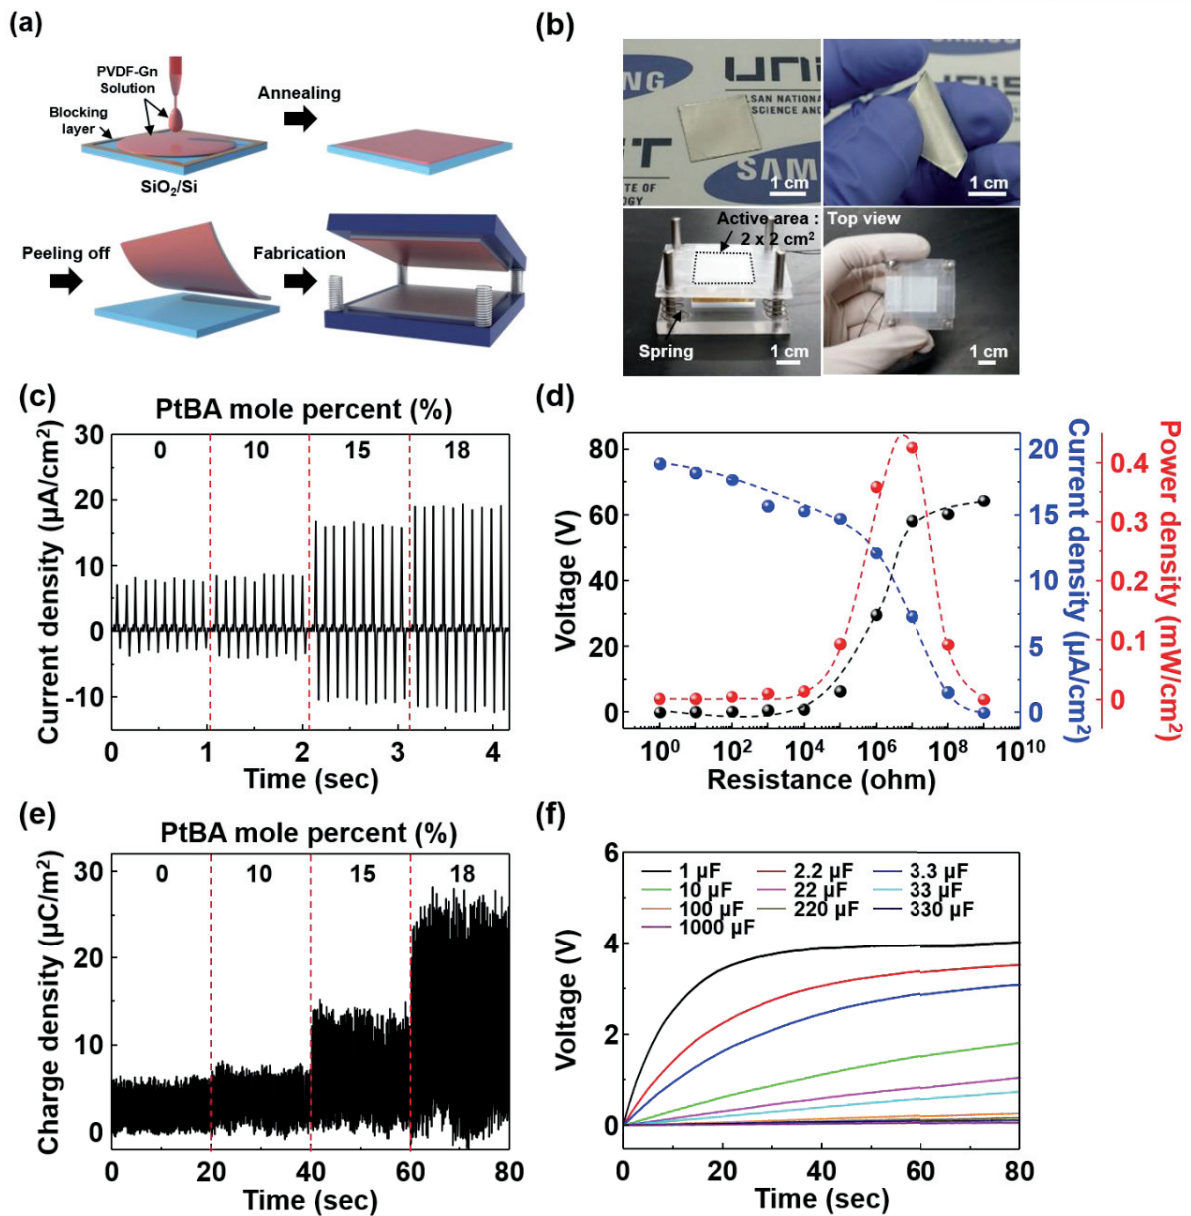 (a)
PVDF-Gn
Solution
Blocking
layer
SiO₂/Si
Annealing
Peeling off
Fabrication
(b)
1 cm
1 cm
Active area :
2 x 2 cm²
Spring
1 cm
Top view
1 cm
SAMSUNG
ULSAN NATIONAL
SCIENCE AND
(c)
PtBA mole percent (%)
0 10 15 18
Current density (µA/cm²)
30
20
10
0
-10
0 1 2 3 4
Time (sec)
(d)
Voltage (V)
80
60
40
20
0
20
15
10
5
0
Current density (µA/cm²)
0.4
0.3
0.2
0.1
0
Power density (mW/cm²)
10⁰ 10² 10⁴ 10⁶ 10⁸ 10¹⁰
Resistance (ohm)
(e)
PtBA mole percent (%)
0 10 15 18
Charge density (µC/m²)
30
20
10
0
0 20 40 60 80
Time (sec)
(f)
Voltage (V)
6
4
2
0
1 µF 2.2 µF 3.3 µF
10 µF 22 µF 33 µF
100 µF 220 µF 330 µF
1000 µF
0 20 40 60 80
Time (sec)